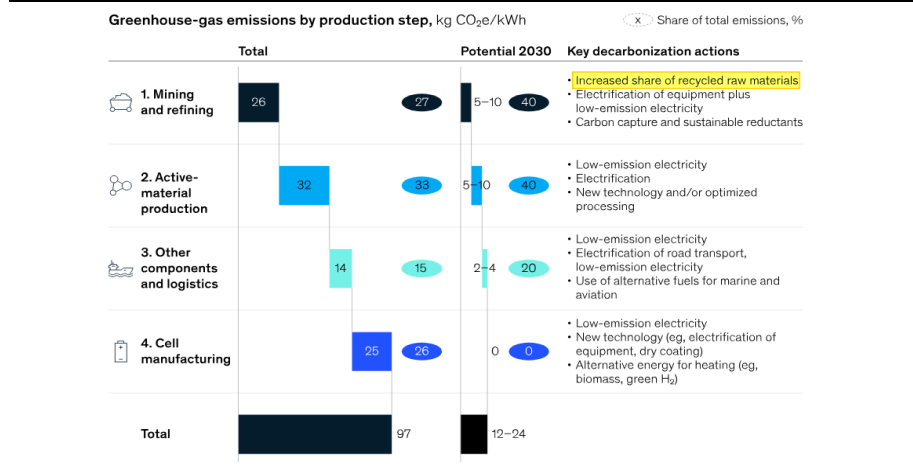 Greenhouse-gas emissions by production step, kg CO₂e/kWh
x Share of total emissions, %
Total Potential 2030 Key decarbonization actions
1. Mining
and refining
26 27 5–10 40
• Increased share of recycled raw materials
• Electrification of equipment plus
low-emission electricity
• Carbon capture and sustainable reductants
2. Active-
material
production
32 33 5–10 40
• Low-emission electricity
• Electrification
• New technology and/or optimized
processing
3. Other
components
and logistics
14 15 2–4 20
• Low-emission electricity
• Electrification of road transport,
low-emission electricity
• Use of alternative fuels for marine and
aviation
4. Cell
manufacturing
25 26 0 0
• Low-emission electricity
• New technology (eg, electrification of
equipment, dry coating)
• Alternative energy for heating (eg,
biomass, green H₂)
Total 97 12–24